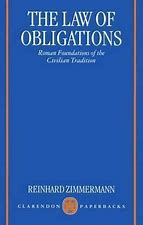 THE LAW OF
OBLIGATIONS
Roman Foundations of the
Civilian Tradition
REINHARD ZIMMERMANN
CLARENDON PAPERBACKS